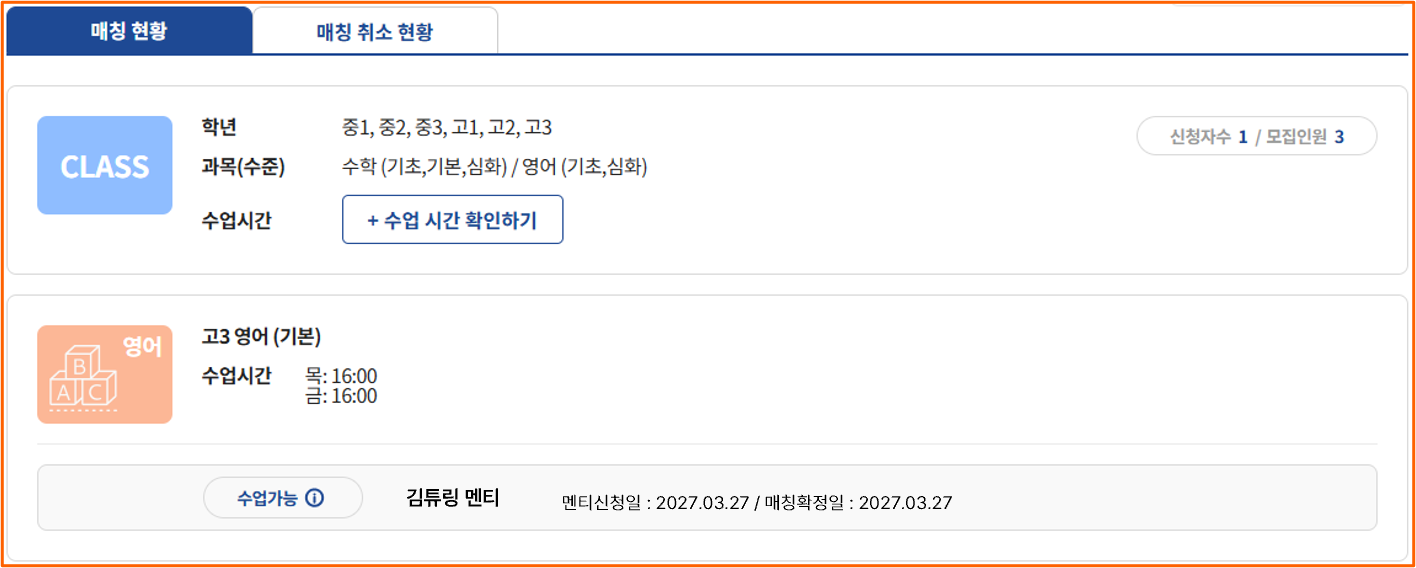 매칭 현황 매칭 취소 현황
CLASS
학년 중1, 중2, 중3, 고1, 고2, 고3
신청자수 1 / 모집인원 3
과목(수준) 수학 (기초,기본,심화) / 영어 (기초,심화)
수업시간 + 수업 시간 확인하기
영어
B
A C
고3 영어 (기본)
수업시간 목: 16:00
금: 16:00
수업가능 김튜링 멘티 멘티신청일 : 2027.03.27 / 매칭확정일 : 2027.03.27